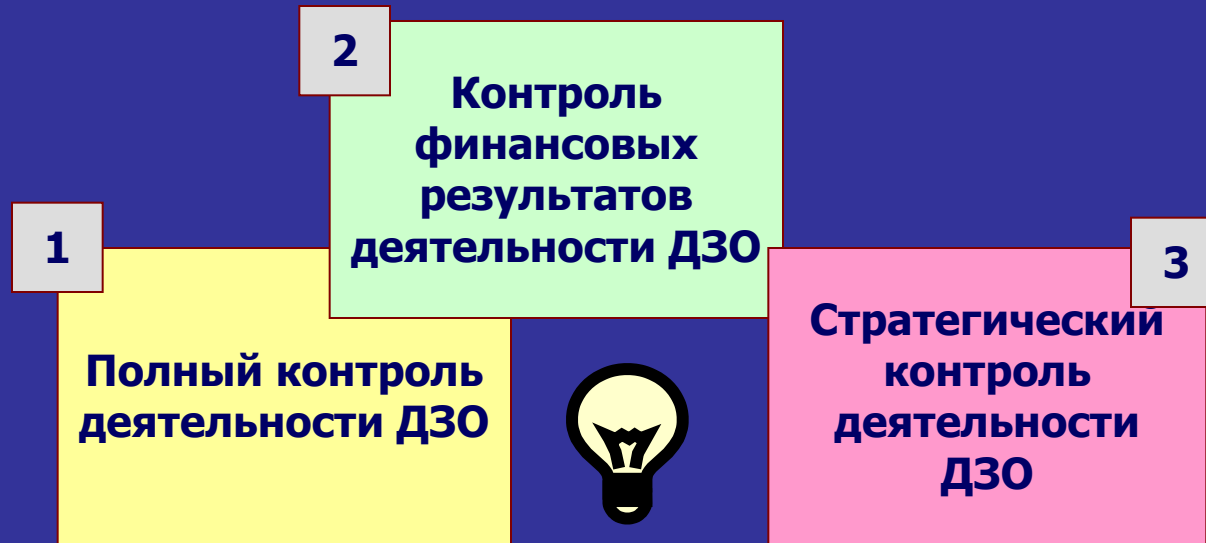 1
Полный контроль
деятельности ДЗО
2
Контроль
финансовых
результатов
деятельности ДЗО
3
Стратегический
контроль
деятельности
ДЗО